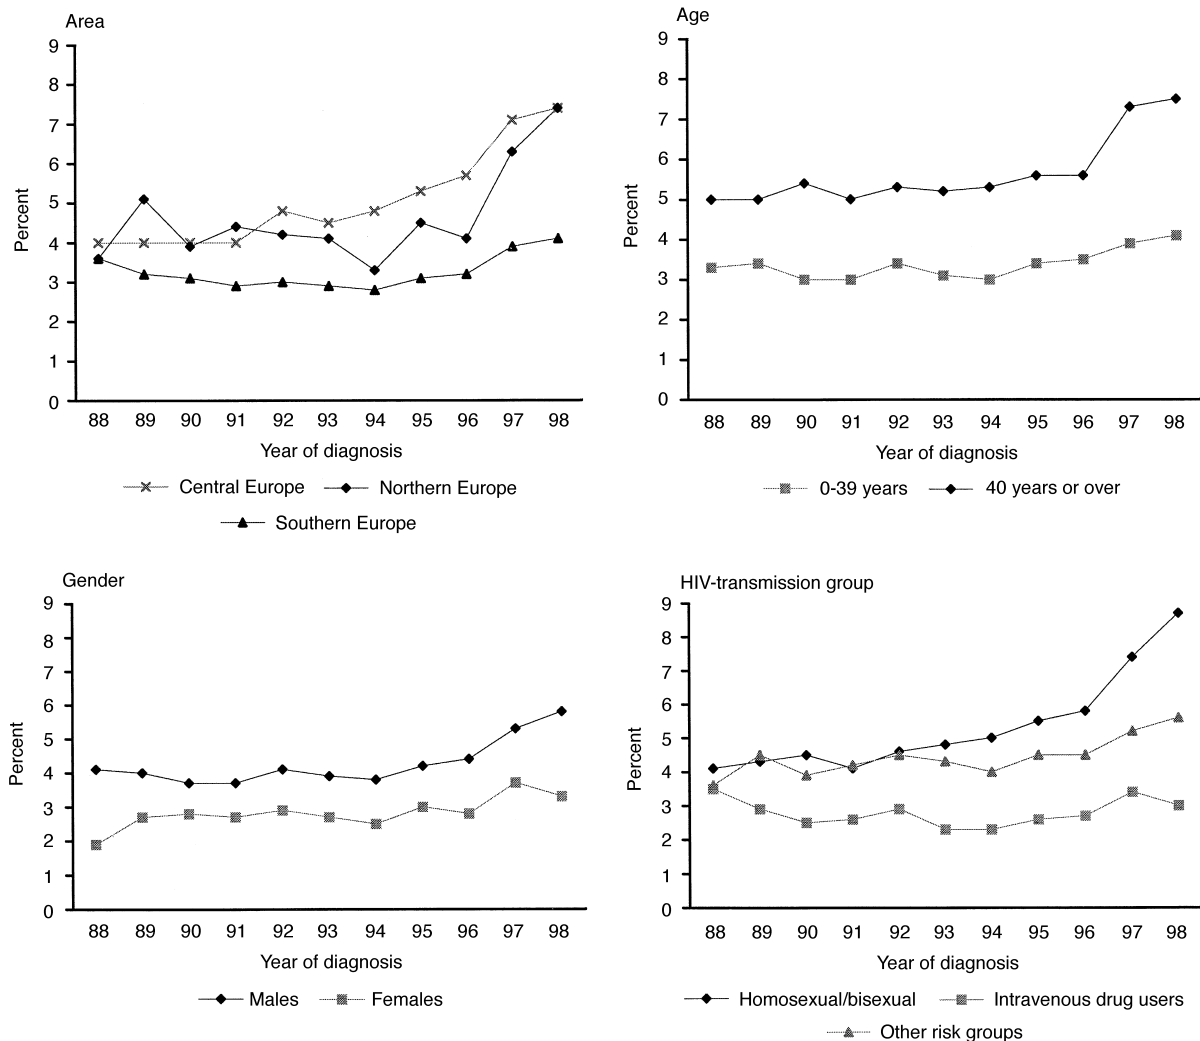 Area
9
8
7
6
5
4
3
2
1
0
Percent
88 89 90 91 92 93 94 95 96 97 98
Year of diagnosis
Central Europe Northern Europe
Southern Europe
Age
9
8
7
6
5
4
3
2
1
0
Percent
88 89 90 91 92 93 94 95 96 97 98
Year of diagnosis
0-39 years 40 years or over
Gender
9
8
7
6
5
4
3
2
1
0
Percent
88 89 90 91 92 93 94 95 96 97 98
Year of diagnosis
Males Females
HIV-transmission group
9
8
7
6
5
4
3
2
1
0
Percent
88 89 90 91 92 93 94 95 96 97 98
Year of diagnosis
Homosexual/bisexual Intravenous drug users
Other risk groups